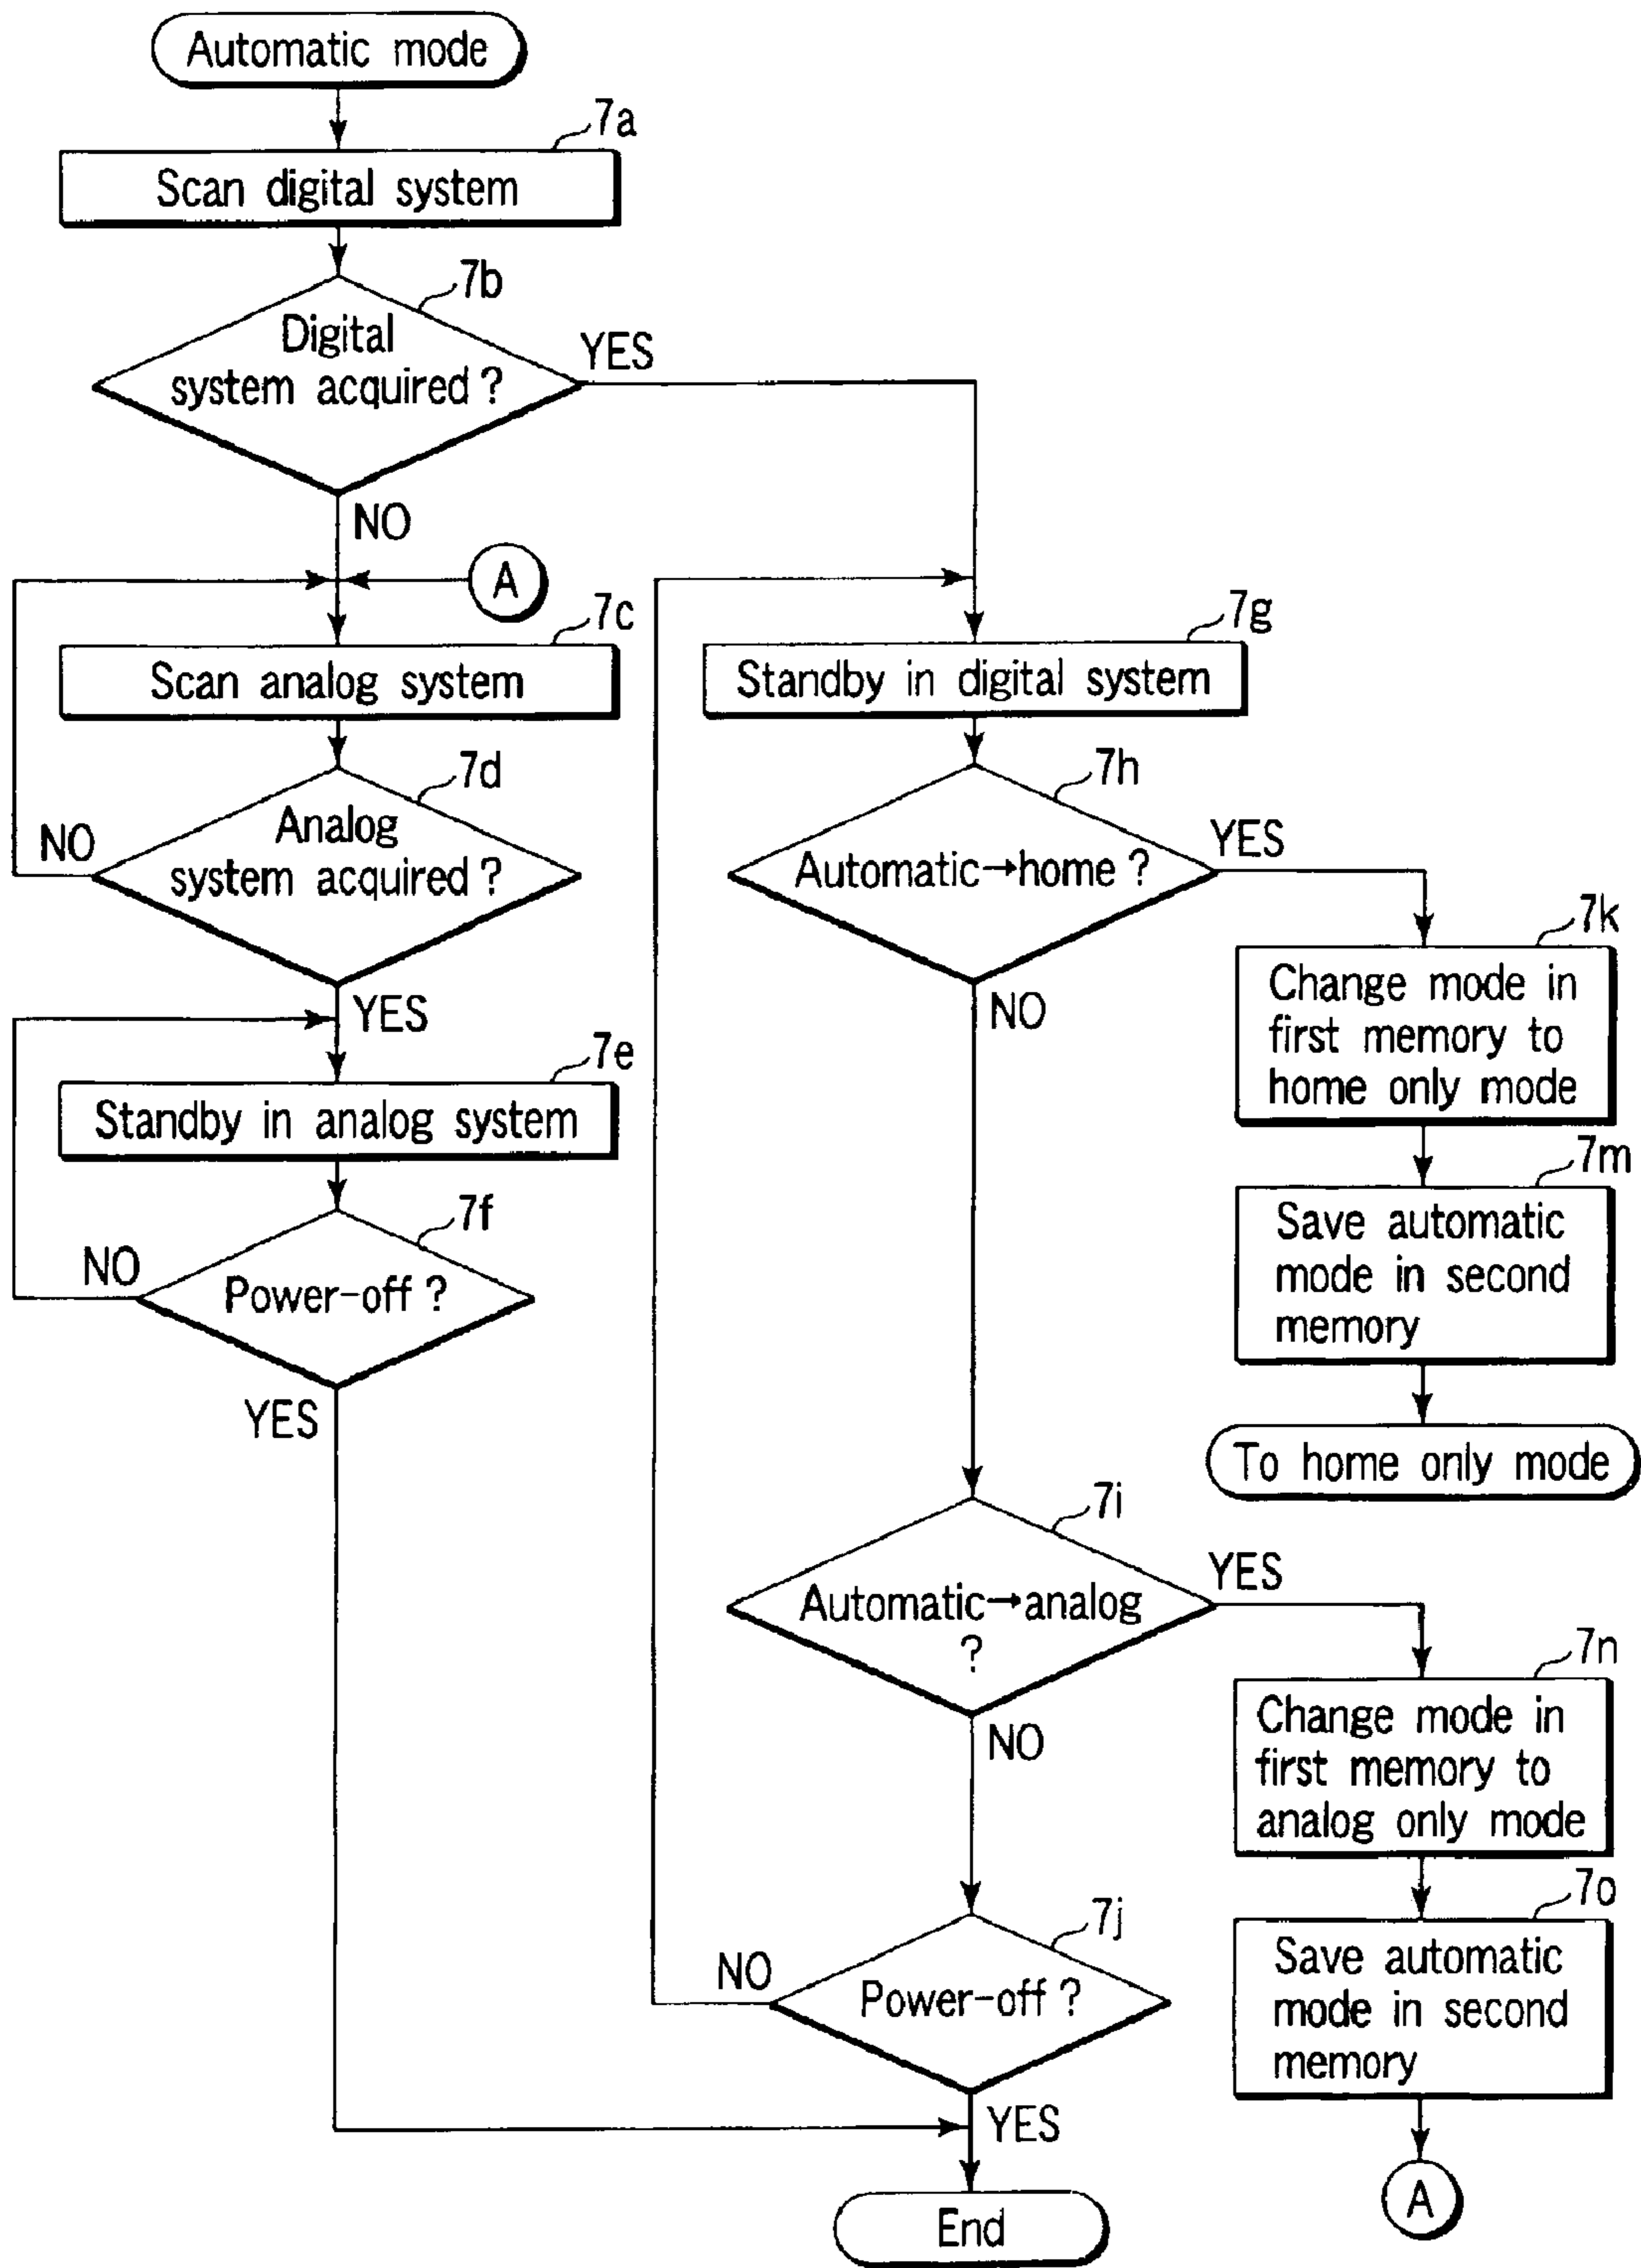 Automatic mode
7a
Scan digital system
7b
Digital
system acquired ?
YES
NO
A
7c
Scan analog system
7d
Analog
system acquired ?
NO
YES
7e
Standby in analog system
7f
Power-off ?
NO
YES
7g
Standby in digital system
7h
Automatic→home ?
YES
NO
7k
Change mode in
first memory to
home only mode
7m
Save automatic
mode in second
memory
To home only mode
7i
Automatic→analog
?
YES
NO
7n
Change mode in
first memory to
analog only mode
7o
Save automatic
mode in second
memory
A
7j
Power-off ?
NO
YES
End